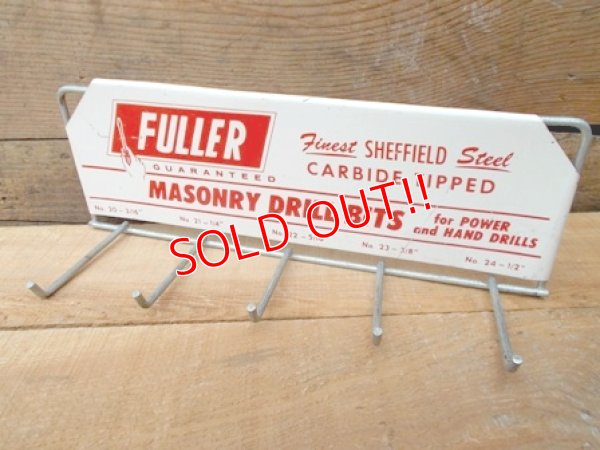 FULLER
GUARANTEED
Finest SHEFFIELD Steel
CARBIDE TIPPED
MASONRY DRILL BITS
for POWER
and HAND DRILLS
No. 20 - 3/16"
No. 21 - 1/4"
No. 23 - 3/8"
No. 24 - 1/2"
SOLD OUT!!